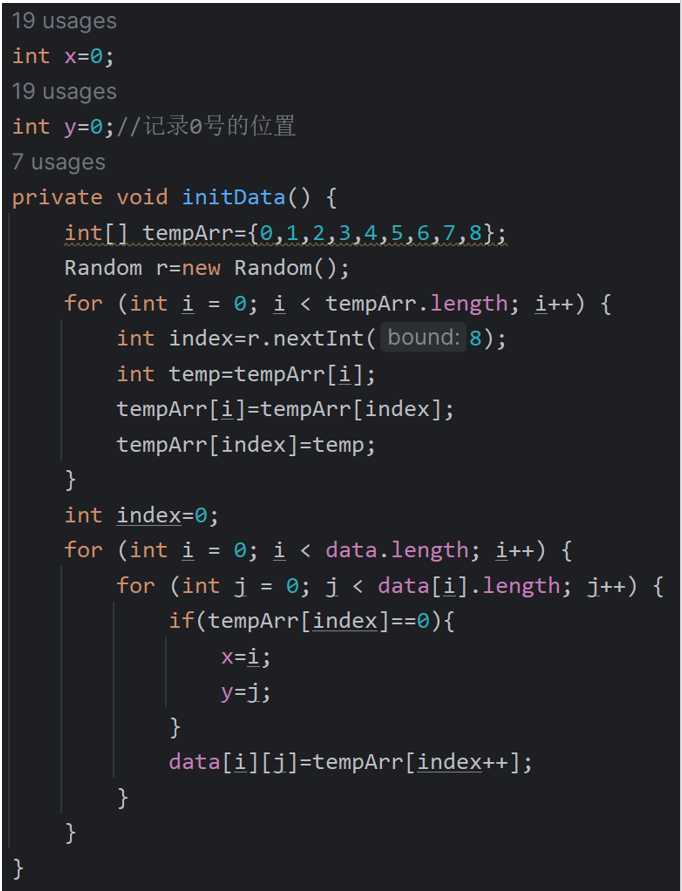 19 usages
int x=0;
19 usages
int y=0;//记录0号的位置
7 usages
private void initData() {
int[] tempArr={0,1,2,3,4,5,6,7,8};
Random r=new Random();
for (int i = 0; i < tempArr.length; i++) {
int index=r.nextInt( bound: 8);
int temp=tempArr[i];
tempArr[i]=tempArr[index];
tempArr[index]=temp;
}
int index=0;
for (int i = 0; i < data.length; i++) {
for (int j = 0; j < data[i].length; j++) {
if(tempArr[index]==0){
x=i;
y=j;
}
data[i][j]=tempArr[index++];
}
}
}